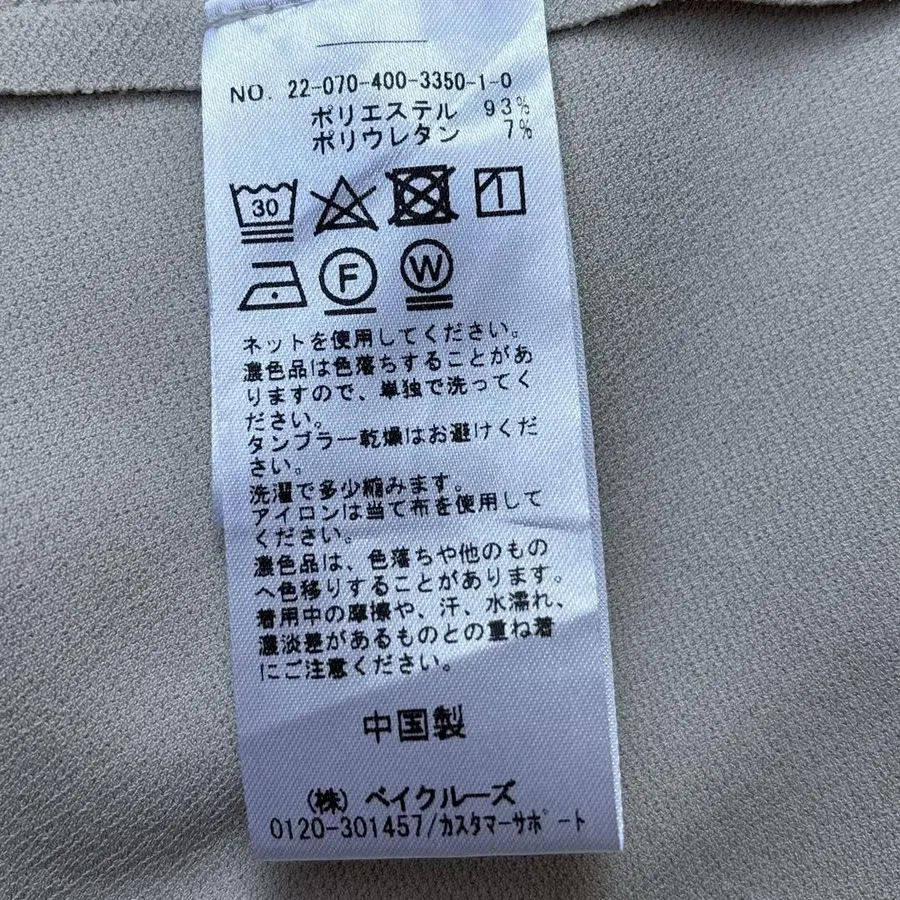 NO. 22-070-400-3350-1-0
ポリエステル 93%
ポリウレタン 7%
30
F W
ネットを使用してください。
濃色品は色落ちすることがあ
りますので、単独で洗ってく
ださい。
タンブラー乾燥はお避けくだ
さい。
洗濯で多少縮みます。
アイロンは当て布を使用して
ください。
濃色品は、色落ちや他のもの
へ色移りすることがあります。
着用中の摩擦や、汗、水濡れ、
濃淡差があるものとの重ね着
にご注意ください。
中国製
(株) ベイクルーズ
0120-301457/カスタマーサポート